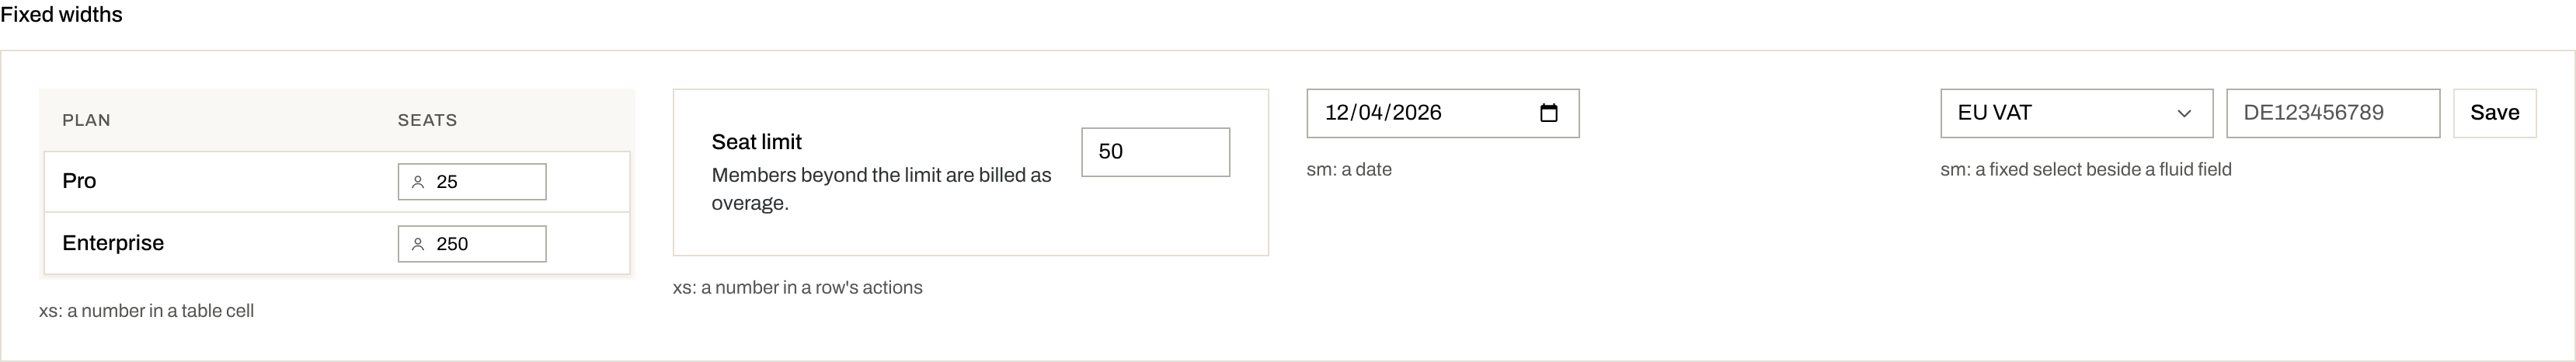 Fixed widths
PLAN SEATS
Pro 25
Enterprise 250
xs: a number in a table cell
Seat limit
Members beyond the limit are billed as
overage.
50
xs: a number in a row's actions
12/04/2026
sm: a date
EU VAT DE123456789 Save
sm: a fixed select beside a fluid field